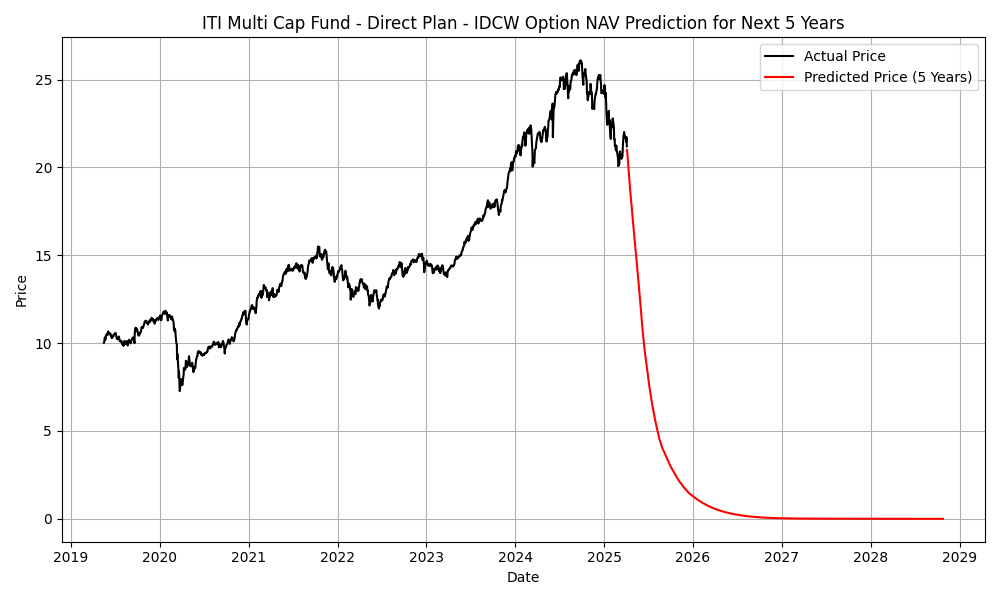 ITI Multi Cap Fund - Direct Plan - IDCW Option NAV Prediction for Next 5 Years
Actual Price
Predicted Price (5 Years)
Price
25
20
15
10
5
0
2019 2020 2021 2022 2023 2024 2025 2026 2027 2028 2029
Date